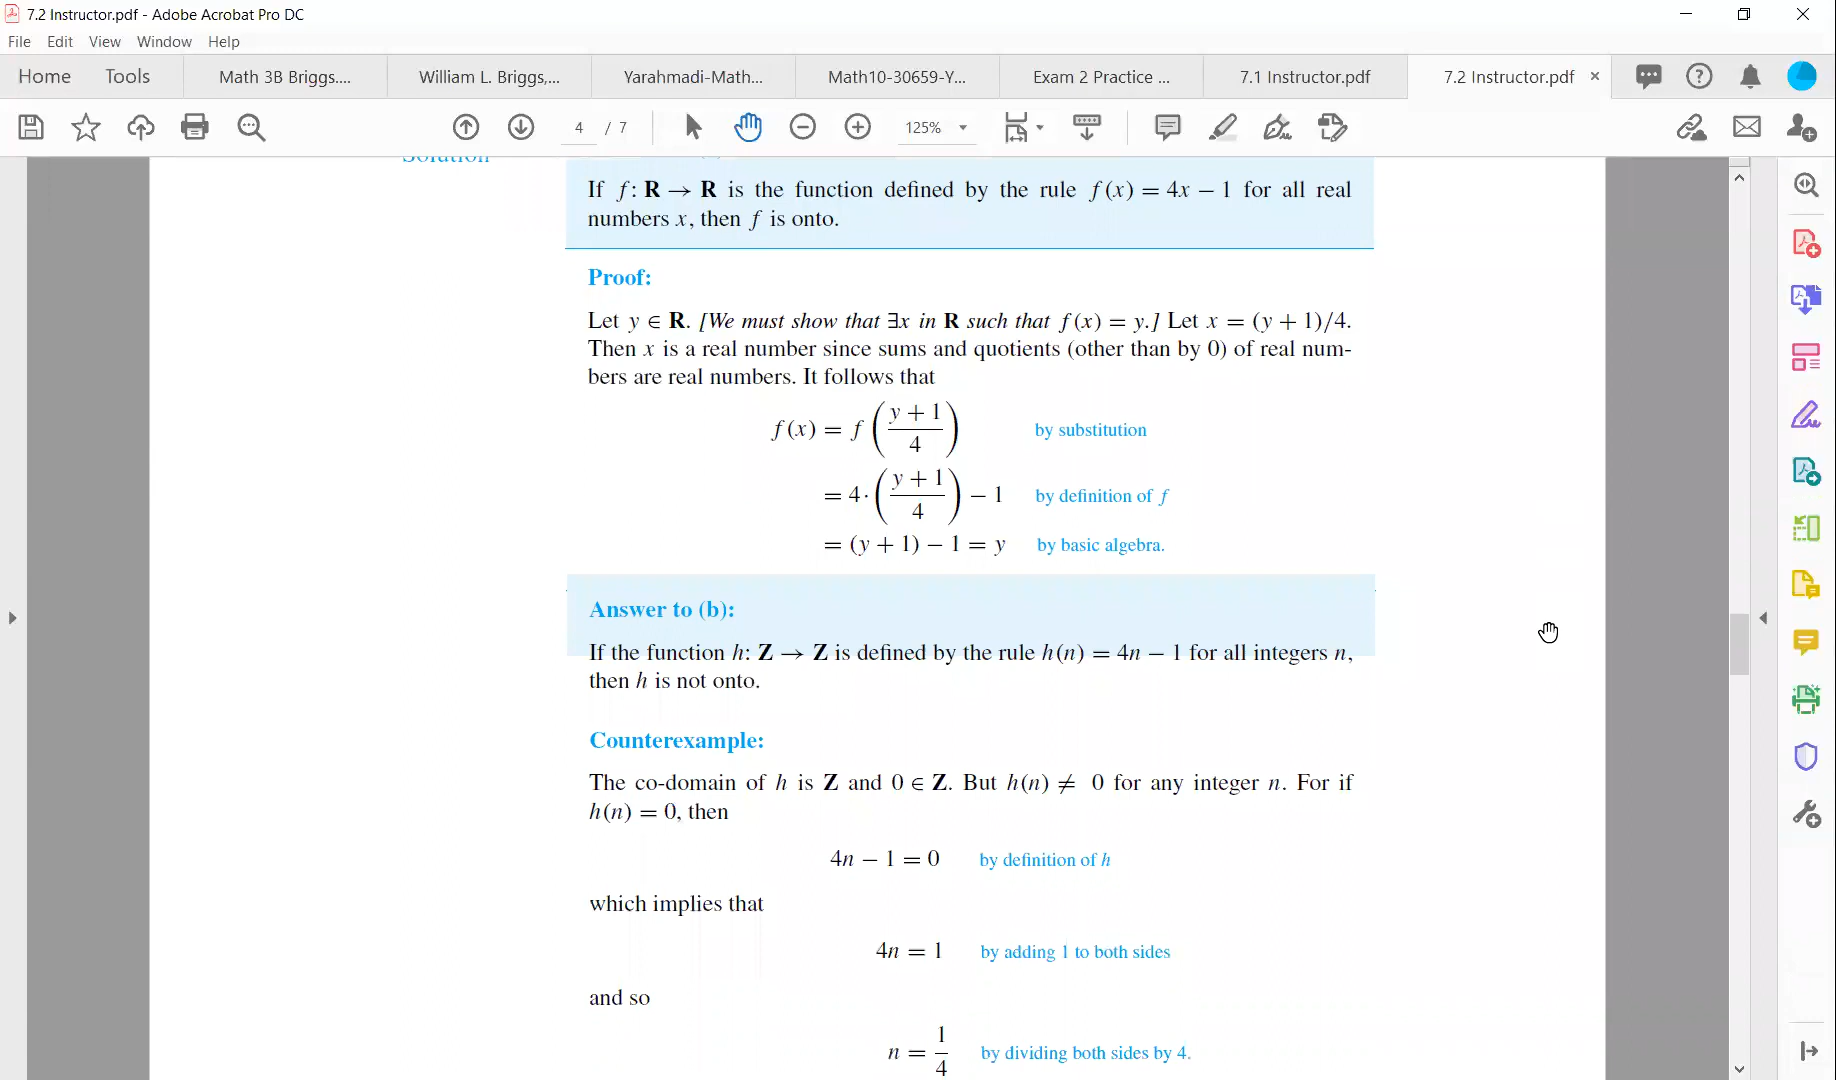 7.2 Instructor.pdf - Adobe Acrobat Pro DC
File Edit View Window Help
Home Tools Math 3B Briggs.... William L. Briggs,... Yarahmadi-Math... Math10-30659-Y... Exam 2 Practice ... 7.1 Instructor.pdf 7.2 Instructor.pdf ×
4 / 7 125%
Solution
If f: R → R is the function defined by the rule f(x) = 4x − 1 for all real
numbers x, then f is onto.
Proof:
Let y ∈ R. [We must show that ∃x in R such that f(x) = y.] Let x = (y + 1)/4.
Then x is a real number since sums and quotients (other than by 0) of real num-
bers are real numbers. It follows that
f(x) = f((y + 1)/4) by substitution
= 4·((y + 1)/4) − 1 by definition of f
= (y + 1) − 1 = y by basic algebra.
Answer to (b):
If the function h: Z → Z is defined by the rule h(n) = 4n − 1 for all integers n,
then h is not onto.
Counterexample:
The co-domain of h is Z and 0 ∈ Z. But h(n) ≠ 0 for any integer n. For if
h(n) = 0, then
4n − 1 = 0 by definition of h
which implies that
4n = 1 by adding 1 to both sides
and so
n = 1/4 by dividing both sides by 4.